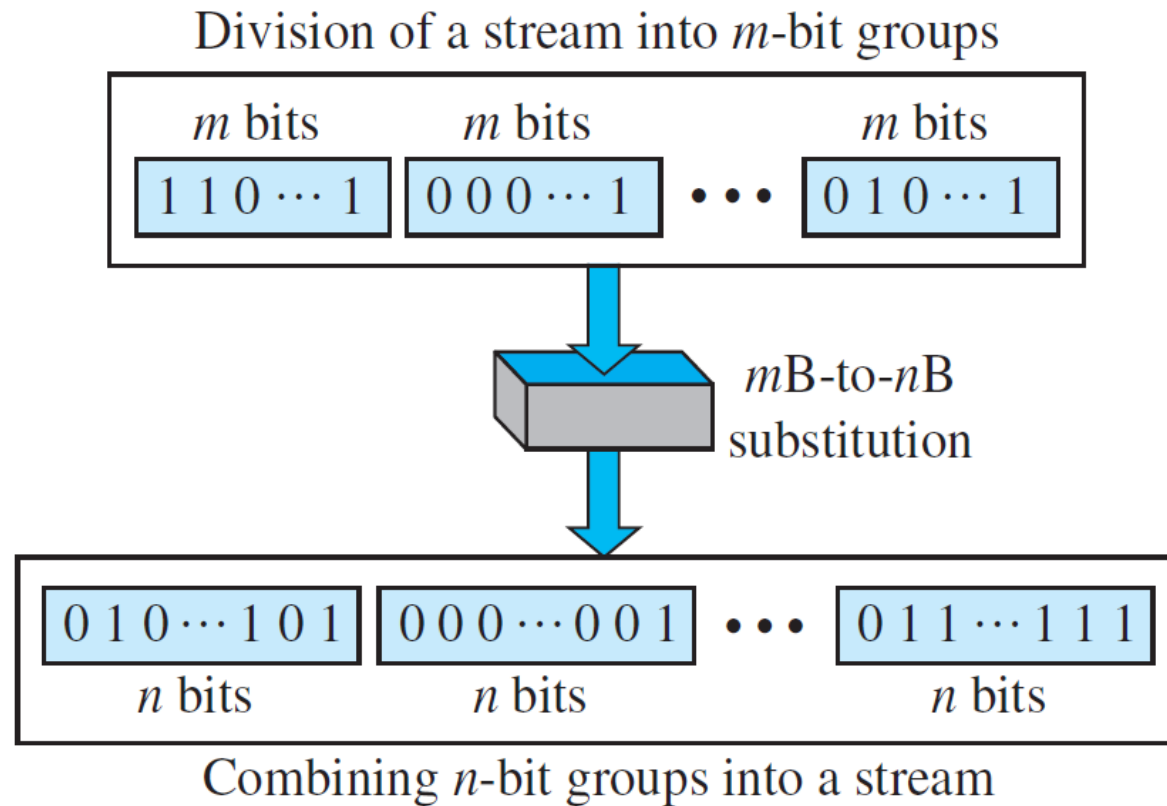 Division of a stream into m-bit groups
m bits m bits m bits
1 1 0 ··· 1 0 0 0 ··· 1 • • • 0 1 0 ··· 1
mB-to-nB
substitution
0 1 0 ··· 1 0 1 0 0 0 ··· 0 0 1 • • • 0 1 1 ··· 1 1 1
n bits n bits n bits
Combining n-bit groups into a stream